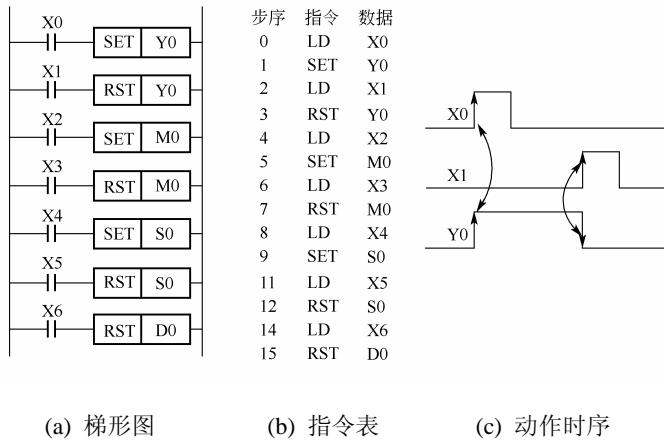 X0
SET Y0
X1
RST Y0
X2
SET M0
X3
RST M0
X4
SET S0
X5
RST S0
X6
RST D0
步序 指令 数据
0 LD X0
1 SET Y0
2 LD X1
3 RST Y0
4 LD X2
5 SET M0
6 LD X3
7 RST M0
8 LD X4
9 SET S0
11 LD X5
12 RST S0
14 LD X6
15 RST D0
X0
X1
Y0
(a) 梯形图
(b) 指令表
(c) 动作时序